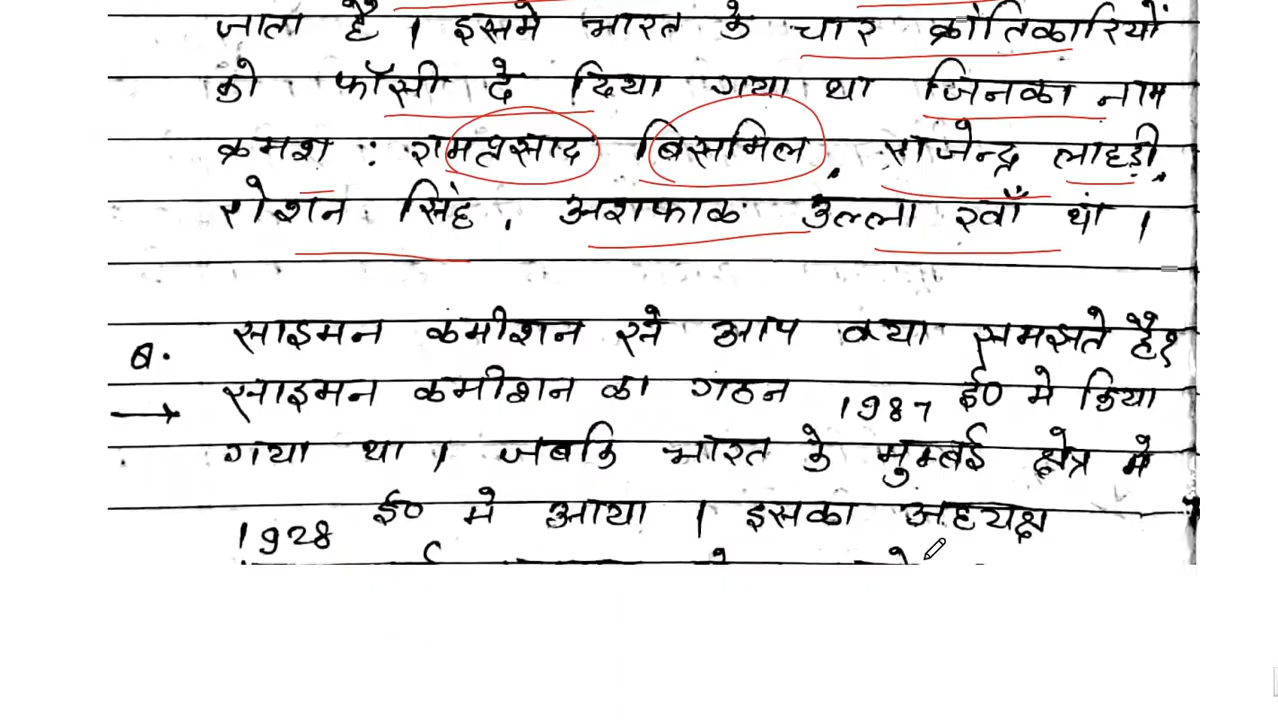 जाता है । इसमे भारत के चार क्रांतिकारियों
को फाँसी दे दिया गया था जिनका नाम
क्रमश : रामप्रसाद बिसमिल, राजेन्द्र लाहड़ी,
रोशन सिंह, अशफाक उल्ला खाँ था ।
Q. साइमन कमीशन से आप क्या समझते है?
→ साइमन कमीशन का गठन 1987 ई० मे किया
गया था । जबकि भारत के मुम्बई क्षेत्र मे
1928 ई० मे आया । इसका अध्यक्ष